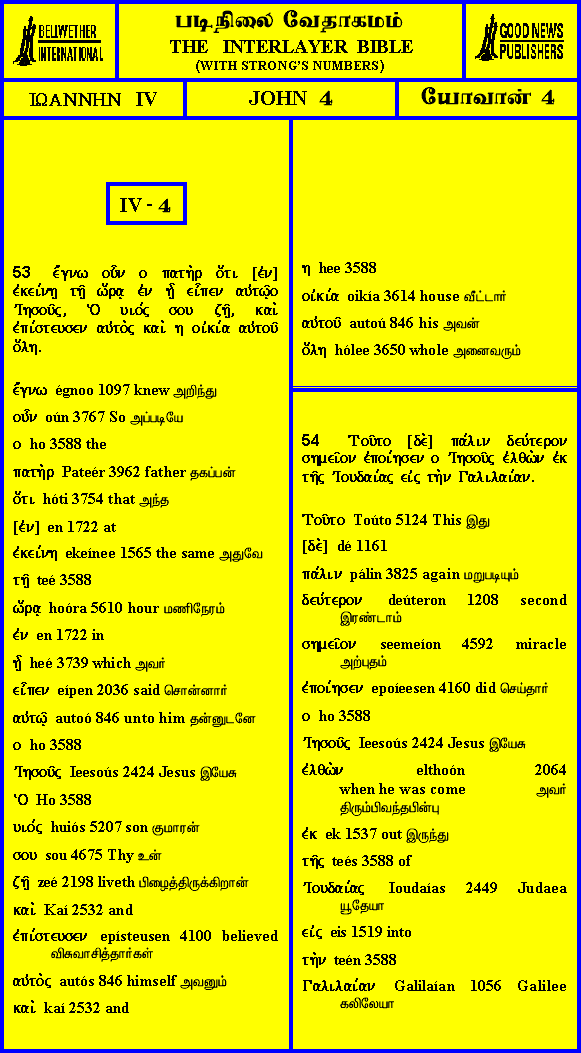 BELLWETHER
INTERNATIONAL
படிநிலை வேதாகமம்
THE INTERLAYER BIBLE
(WITH STRONG'S NUMBERS)
GOOD NEWS
PUBLISHERS
ΙΩΑΝΝΗΝ IV
JOHN 4
யோவான் 4
IV - 4
53 ἔγνω οὖν ο πατὴρ ὅτι [ἐν]
ἐκείνῃ τῇ ὥρᾳ ἐν ᾗ εἶπεν αὐτῷο
Ἰησοῦς, Ὁ υιός σου ζῇ, καὶ
ἐπίστευσεν αὐτὸς καὶ η οἰκία αὐτοῦ
ὅλη.
ἔγνω égnoo 1097 knew அறிந்து
οὖν oún 3767 So அப்படியே
ο ho 3588 the
πατὴρ Pateér 3962 father தகப்பன்
ὅτι hóti 3754 that அந்த
[ἐν] en 1722 at
ἐκείνῃ ekeínee 1565 the same அதுவே
τῇ teé 3588
ὥρᾳ hoóra 5610 hour மணிநேரம்
ἐν en 1722 in
ᾗ heé 3739 which அவர்
εἶπεν eípen 2036 said சொன்னார்
αὐτῷ autoó 846 unto him தன்னுடனே
ο ho 3588
Ἰησοῦς Ieesoús 2424 Jesus இயேசு
Ὁ Ho 3588
υιός huiós 5207 son குமாரன்
σου sou 4675 Thy உன்
ζῇ zeé 2198 liveth பிழைத்திருக்கிறான்
καὶ Kaí 2532 and
ἐπίστευσεν epísteusen 4100 believed
விசுவாசித்தார்கள்
αὐτὸς autós 846 himself அவனும்
καὶ kaí 2532 and
η hee 3588
οἰκία oikía 3614 house வீட்டார்
αὐτοῦ autoú 846 his அவன்
ὅλη hólee 3650 whole அனைவரும்
54 Τοῦτο [δὲ] πάλιν δεύτερον
σημεῖον ἐποίησεν ο Ἰησοῦς ἐλθὼν ἐκ
τῆς Ἰουδαίας εἰς τὴν Γαλιλαίαν.
Τοῦτο Toúto 5124 This இது
[δὲ] dé 1161
πάλιν pálin 3825 again மறுபடியும்
δεύτερον deúteron 1208 second
இரண்டாம்
σημεῖον seemeíon 4592 miracle
அற்புதம்
ἐποίησεν epoíeesen 4160 did செய்தார்
ο ho 3588
Ἰησοῦς Ieesoús 2424 Jesus இயேசு
ἐλθὼν elthoón 2064
when he was come அவர்
திரும்பிவந்தபின்பு
ἐκ ek 1537 out இருந்து
τῆς teés 3588 of
Ἰουδαίας Ioudaías 2449 Judaea
யூதேயா
εἰς eis 1519 into
τὴν teén 3588
Γαλιλαίαν Galilaían 1056 Galilee
கலிலேயா